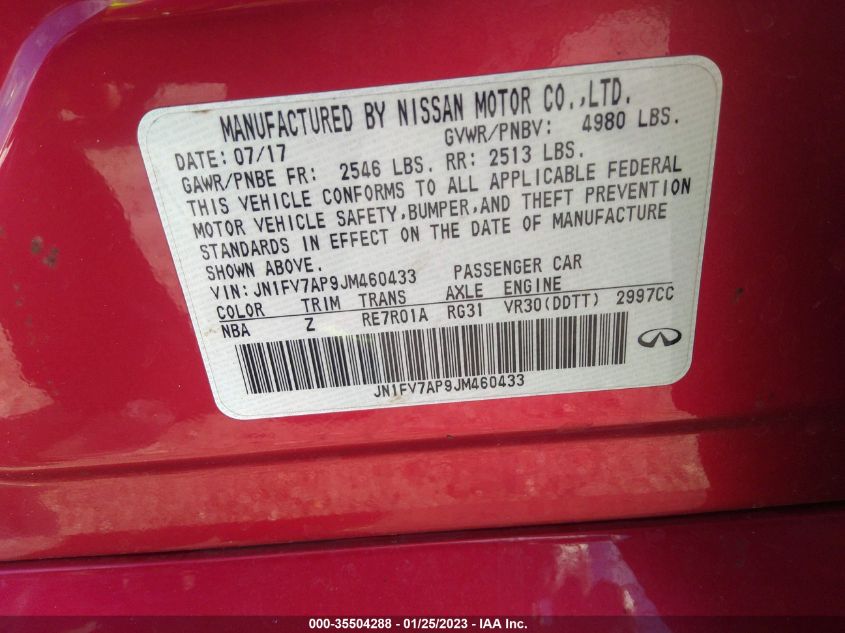 MANUFACTURED BY NISSAN MOTOR CO.,LTD.
DATE: 07/17 GVWR/PNBV: 4980 LBS.
GAWR/PNBE FR: 2546 LBS. RR: 2513 LBS.
THIS VEHICLE CONFORMS TO ALL APPLICABLE FEDERAL
MOTOR VEHICLE SAFETY,BUMPER,AND THEFT PREVENTION
STANDARDS IN EFFECT ON THE DATE OF MANUFACTURE
SHOWN ABOVE.
VIN:JN1FV7AP9JM460433 PASSENGER CAR
COLOR TRIM TRANS AXLE ENGINE
NBA Z RE7R01A RG31 VR30(DDTT) 2997CC
JN1FV7AP9JM460433
000-35504288 - 01/25/2023 - IAA Inc.